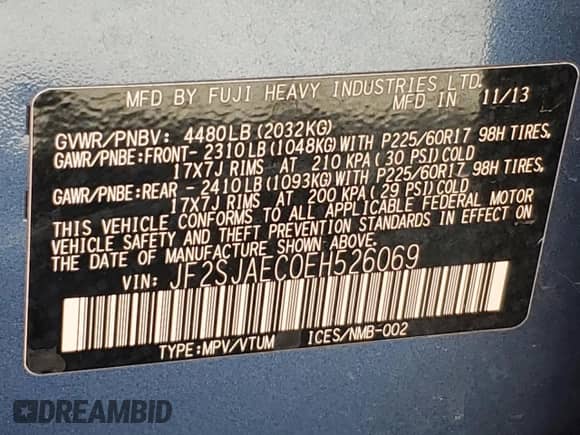 MFD BY FUJI HEAVY INDUSTRIES LTD.
MFD IN 11/13
GVWR/PNBV: 4480LB(2032KG)
GAWR/PNBE:FRONT- 2310LB(1048KG)WITH P225/60R17 98H TIRES,
17X7J RIMS AT 210 KPA(30 PSI)COLD
GAWR/PNBE:REAR -2410LB(1093KG)WITH P225/60R17 98H TIRES,
17X7J RIMS AT 200 KPA(29 PSI)COLD
THIS VEHICLE CONFORMS TO ALL APPLICABLE FEDERAL MOTOR
VEHICLE SAFETY AND THEFT PREVENTION STANDARDS IN EFFECT ON
THE DATE OF MANUFACTURE SHOWN ABOVE.
VIN: JF2SJAEC0EH526069
TYPE:MPV/VTUM ICES/NMB-002
DREAMBID